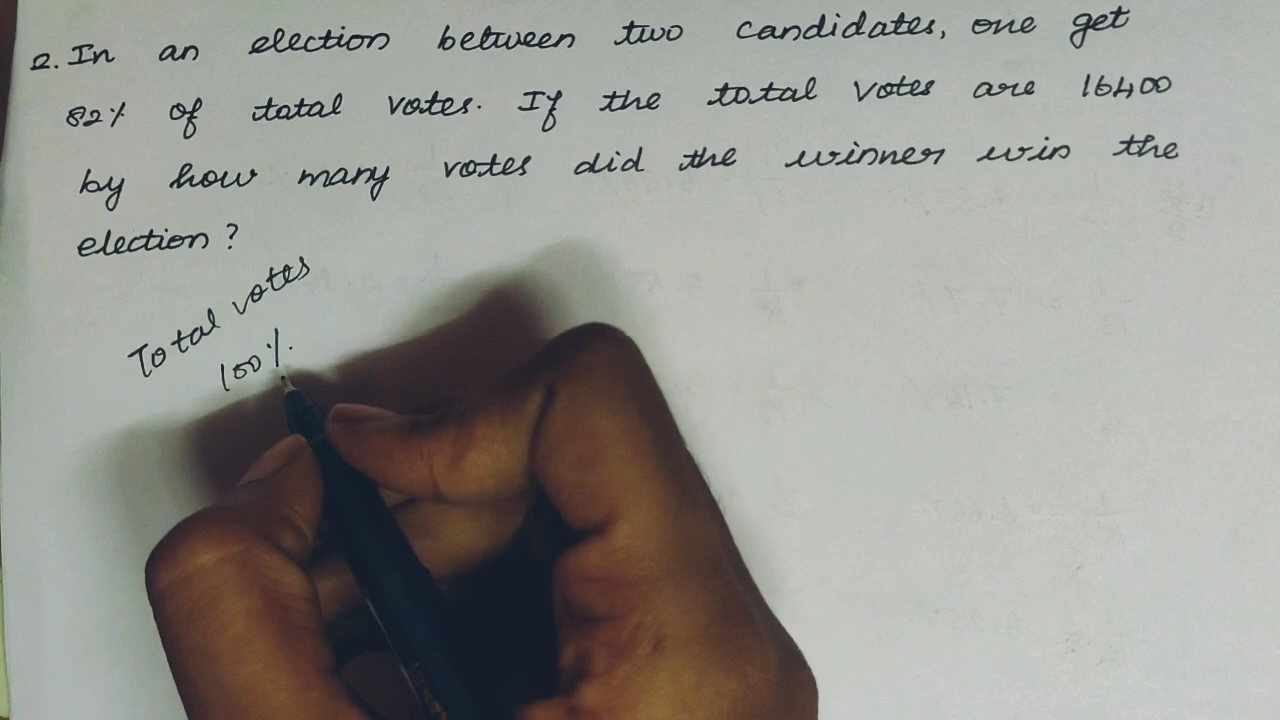 2. In an election between two candidates, one get
82% of total votes. If the total votes are 16400
by how many votes did the winner win the
election?
Total votes
100%